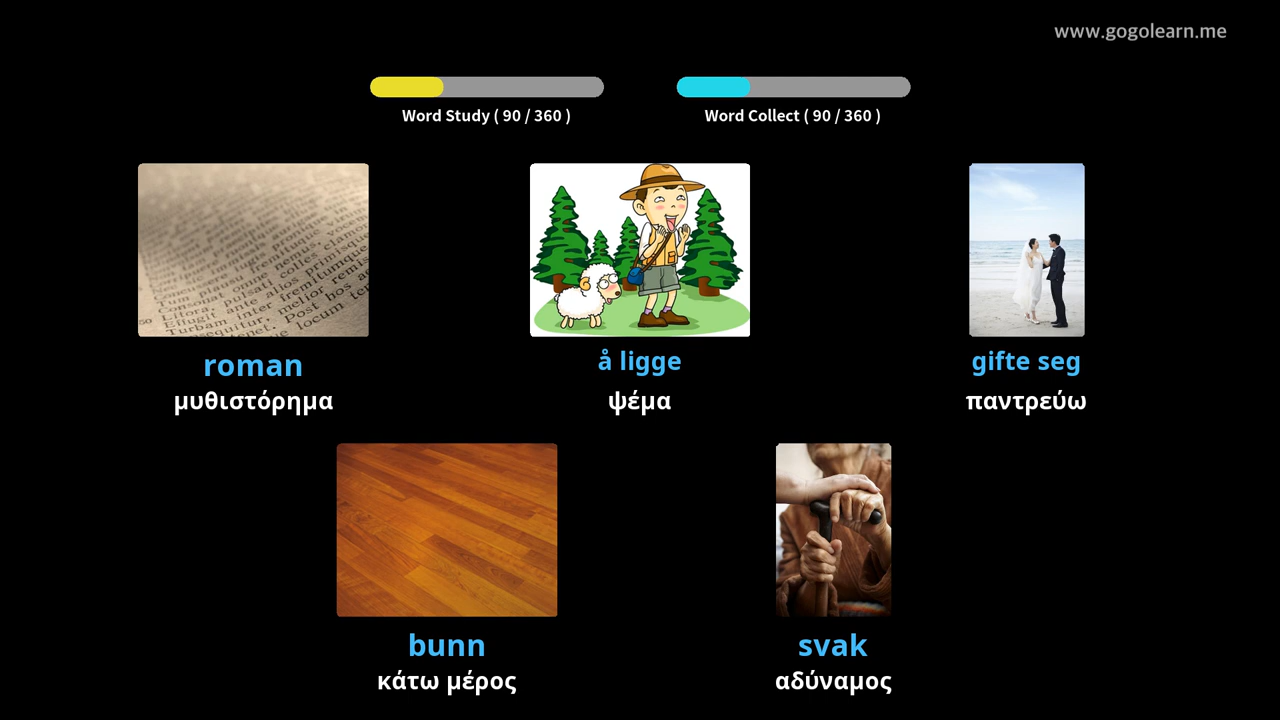 www.gogolearn.me
Word Study ( 90 / 360 )
Word Collect ( 90 / 360 )
roman
μυθιστόρημα
å ligge
ψέμα
gifte seg
παντρεύω
bunn
κάτω μέρος
svak
αδύναμος